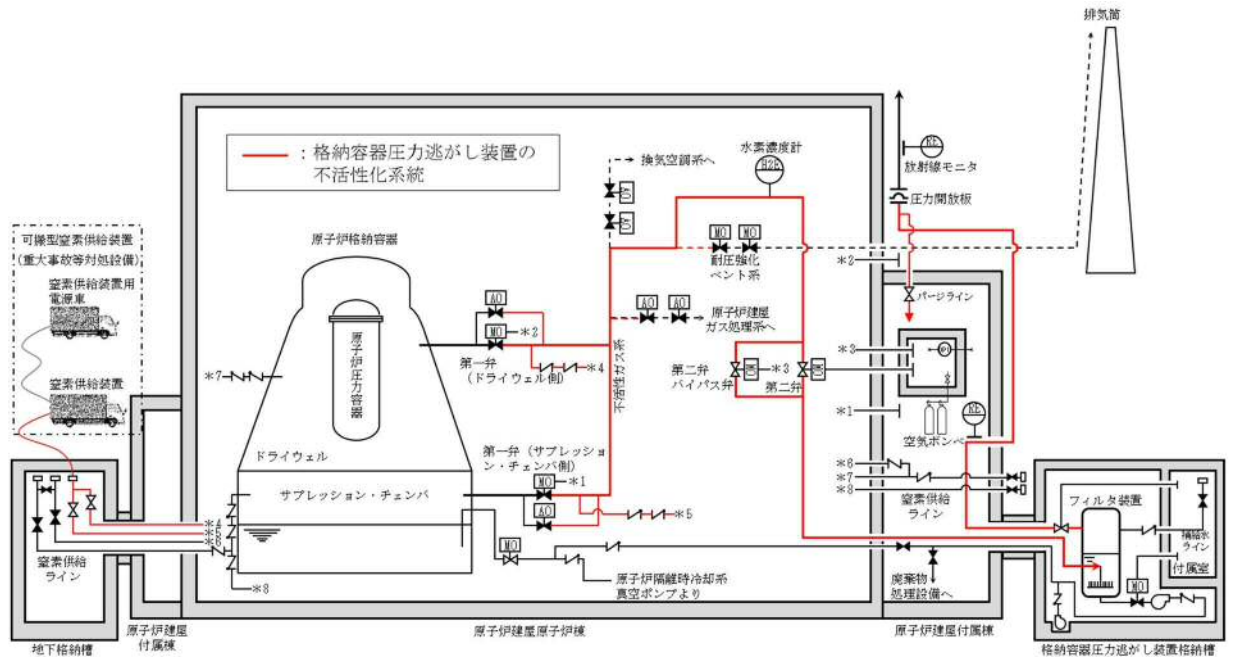 排気筒
：格納容器圧力逃がし装置の
不活性化系統
換気空調系へ
AO
AO
水素濃度計
H2E
RE
放射線モニタ
圧力開放板
可搬型窒素供給装置
(重大事故等対処設備)
窒素供給装置用
電源車
窒素供給装置
原子炉格納容器
原子炉圧力容器
MO
MO
耐圧強化
ベント系
*2
パージライン
AO
MO
*2
第一弁
(ドライウェル側)
*4
不活性ガス系
AO
AO
原子炉建屋
ガス処理系へ
*7
*3
第二弁
バイパス弁
MO
*3
第二弁
MO
*1
空気ボンベ
RE
ドライウェル
サプレッション・チェンバ
第一弁（サプレッショ
ン・チェンバ側）
MO
*1
AO
*5
*6
*7
*8
窒素供給
ライン
フィルタ装置
補給水
ライン
付属室
MO
*4
*5
*6
窒素供給
ライン
*8
MO
原子炉隔離時冷却系
真空ポンプより
廃棄物
処理設備へ
地下格納槽
原子炉建屋
付属棟
原子炉建屋原子炉棟
原子炉建屋付属棟
格納容器圧力逃がし装置格納槽